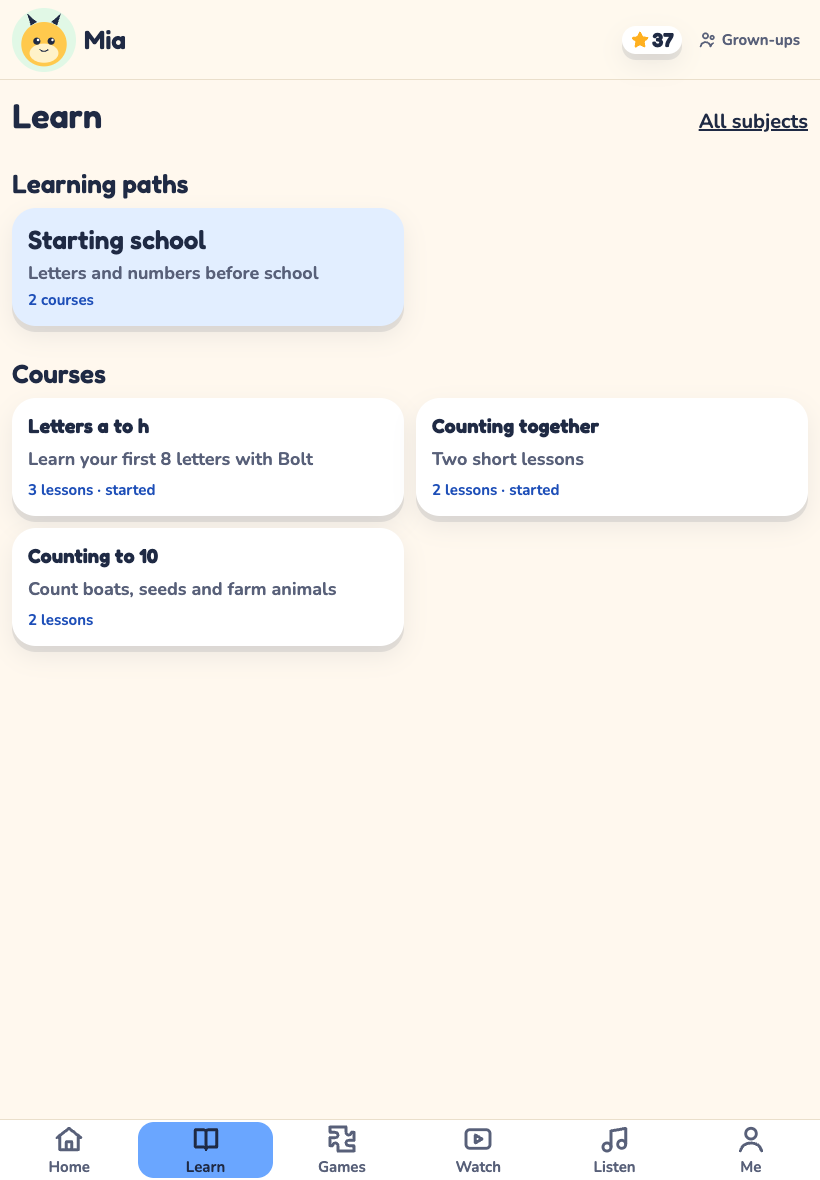 Mia
37
Grown-ups
Learn
All subjects
Learning paths
Starting school
Letters and numbers before school
2 courses
Courses
Letters a to h
Learn your first 8 letters with Bolt
3 lessons · started
Counting together
Two short lessons
2 lessons · started
Counting to 10
Count boats, seeds and farm animals
2 lessons
Home
Learn
Games
Watch
Listen
Me